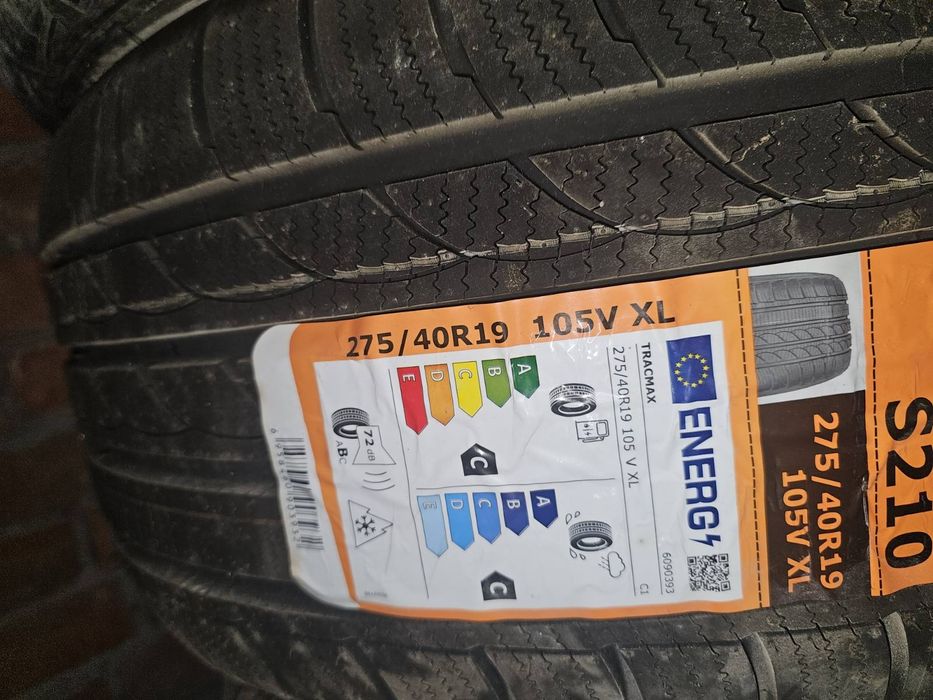 S210
275/40R19
105V XL
275/40R19 105V XL
ENERG
TRACMAX
6090393
275/40R19 105 V XL
C1
A
B
C
D
E
C
A
B
C
D
E
C
72 dB
ABC